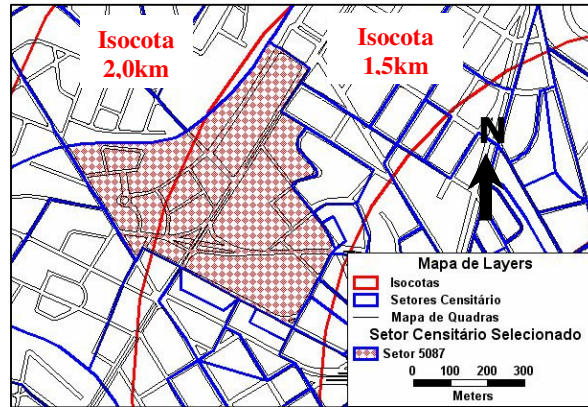 Isocota
2,0km
Isocota
1,5km
N
Mapa de Layers
Isocotas
Setores Censitário
Mapa de Quadras
Setor Censitário Selecionado
Setor 5087
0 100 200 300
Meters